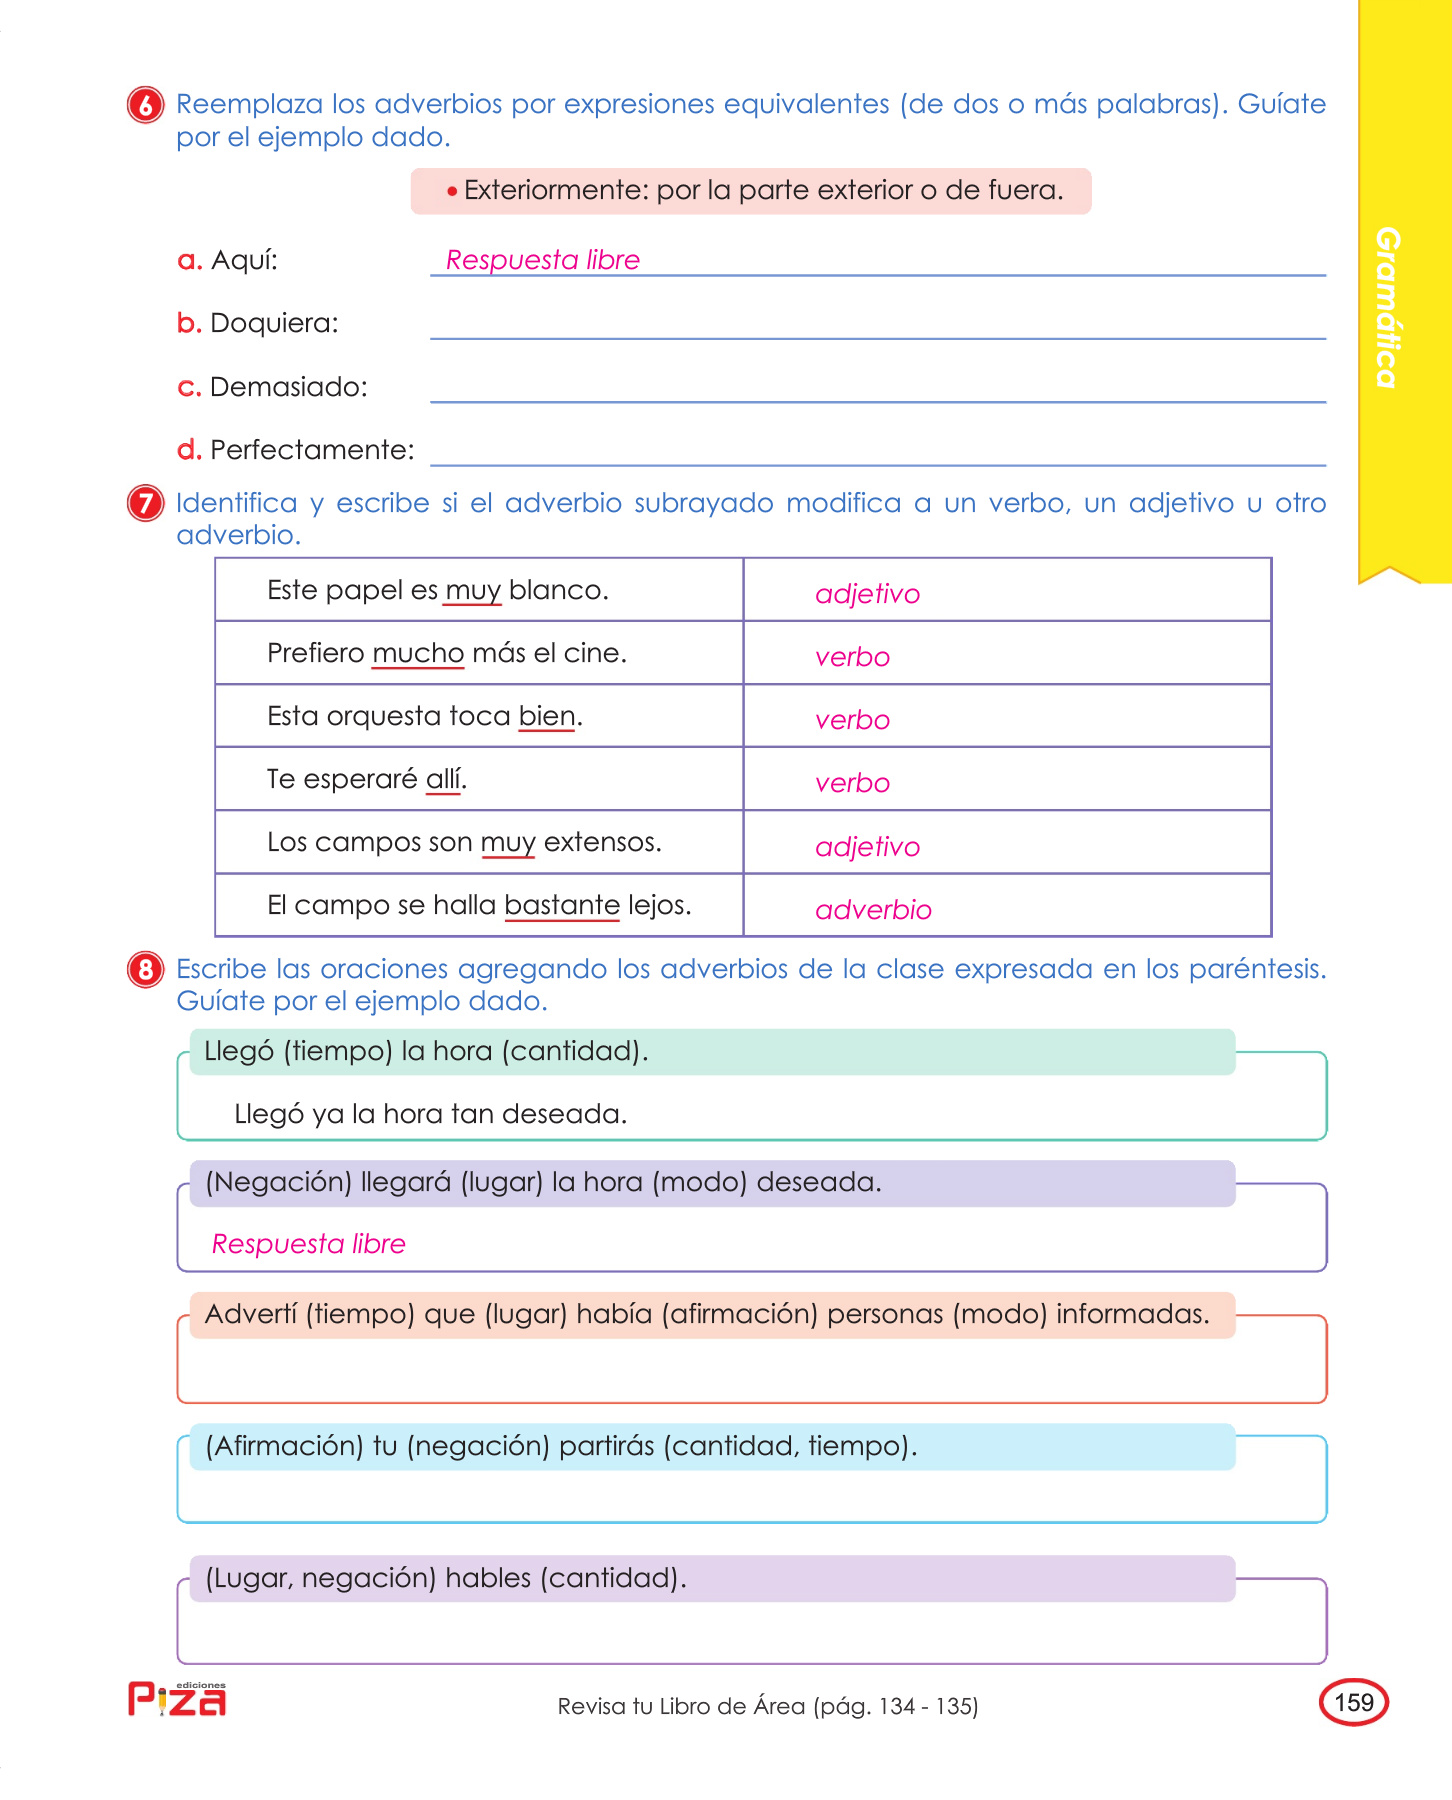 6 Reemplaza los adverbios por expresiones equivalentes (de dos o más palabras). Guíate
por el ejemplo dado.
• Exteriormente: por la parte exterior o de fuera.
a. Aquí: Respuesta libre
b. Doquiera:
c. Demasiado:
d. Perfectamente:
7 Identifica y escribe si el adverbio subrayado modifica a un verbo, un adjetivo u otro
adverbio.
Este papel es muy blanco. adjetivo
Prefiero mucho más el cine. verbo
Esta orquesta toca bien. verbo
Te esperaré allí. verbo
Los campos son muy extensos. adjetivo
El campo se halla bastante lejos. adverbio
8 Escribe las oraciones agregando los adverbios de la clase expresada en los paréntesis.
Guíate por el ejemplo dado.
Llegó (tiempo) la hora (cantidad).
Llegó ya la hora tan deseada.
(Negación) llegará (lugar) la hora (modo) deseada.
Respuesta libre
Advertí (tiempo) que (lugar) había (afirmación) personas (modo) informadas.
(Afirmación) tu (negación) partirás (cantidad, tiempo).
(Lugar, negación) hables (cantidad).
ediciones
Piza
Revisa tu Libro de Área (pág. 134 - 135)
159
Gramática